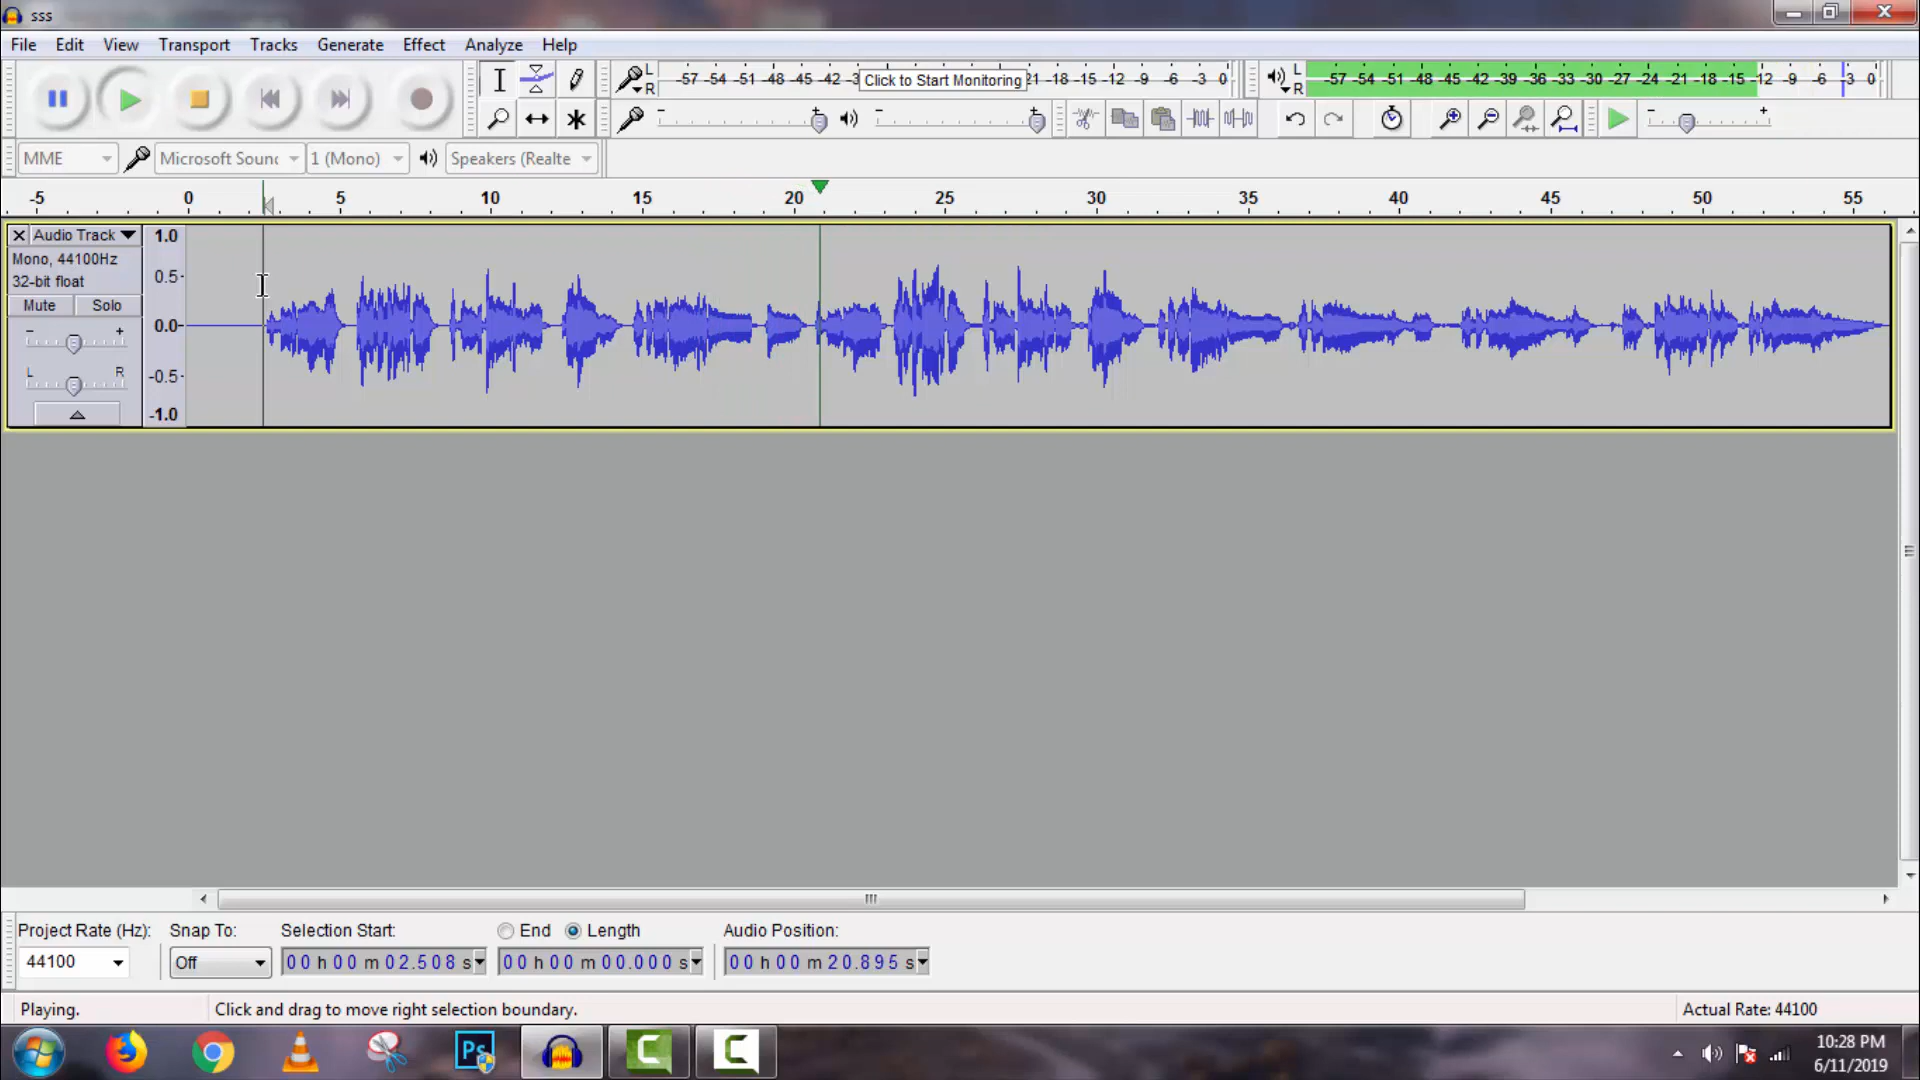 sss
File Edit View Transport Tracks Generate Effect Analyze Help
L R -57 -54 -51 -48 -45 -42 -3 Click to Start Monitoring 21 -18 -15 -12 -9 -6 -3 0
L R -57 -54 -51 -48 -45 -42 -39 -36 -33 -30 -27 -24 -21 -18 -15 -12 -9 -6 -3 0
MME Microsoft Sounc 1 (Mono) Speakers (Realte
-5 0 5 10 15 20 25 30 35 40 45 50 55
Audio Track 1.0
Mono, 44100Hz
0.5
32-bit float
Mute Solo
0.0
- +
L R
-0.5
-1.0
Project Rate (Hz): Snap To: Selection Start: End Length Audio Position:
44100 Off 00 h 00 m 02.508 s 00 h 00 m 00.000 s 00 h 00 m 20.895 s
Playing. Click and drag to move right selection boundary. Actual Rate: 44100
Ps C C
10:28 PM
6/11/2019